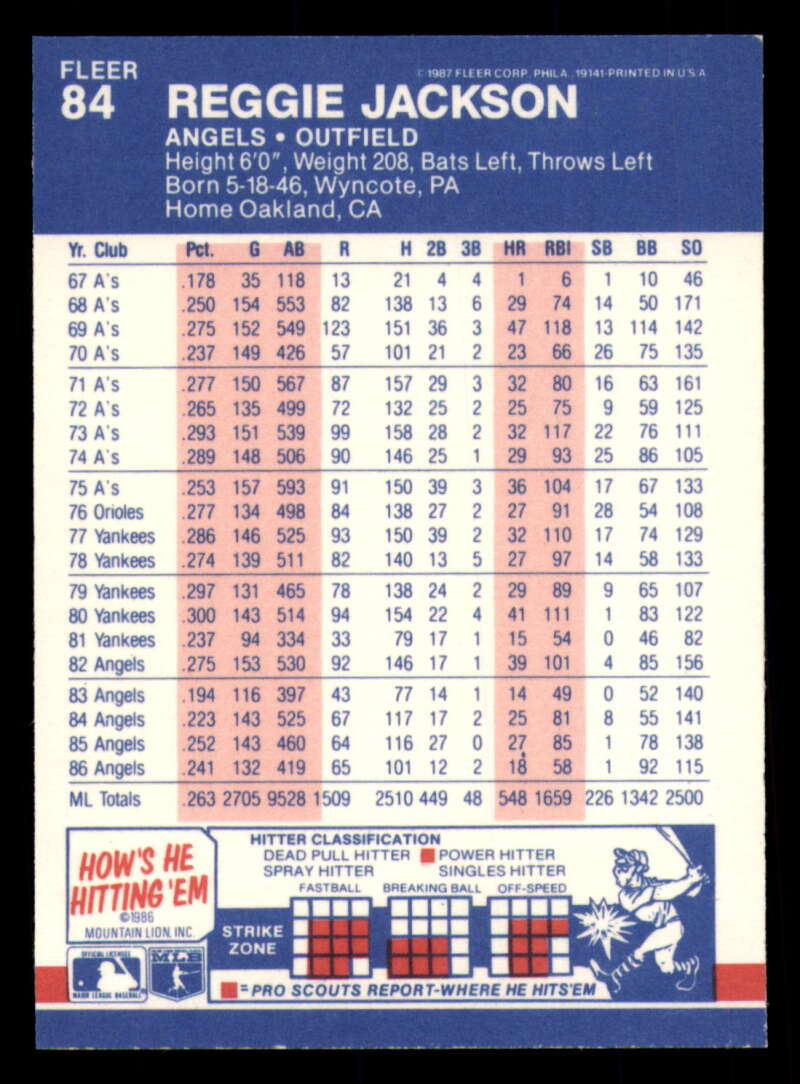 FLEER
84
© 1987 FLEER CORP. PHILA., 19141-PRINTED IN U.S.A
REGGIE JACKSON
ANGELS • OUTFIELD
Height 6'0", Weight 208, Bats Left, Throws Left
Born 5-18-46, Wyncote, PA
Home Oakland, CA
Yr. Club Pct. G AB R H 2B 3B HR RBI SB BB SO
67 A's .178 35 118 13 21 4 4 1 6 1 10 46
68 A's .250 154 553 82 138 13 6 29 74 14 50 171
69 A's .275 152 549 123 151 36 3 47 118 13 114 142
70 A's .237 149 426 57 101 21 2 23 66 26 75 135
71 A's .277 150 567 87 157 29 3 32 80 16 63 161
72 A's .265 135 499 72 132 25 2 25 75 9 59 125
73 A's .293 151 539 99 158 28 2 32 117 22 76 111
74 A's .289 148 506 90 146 25 1 29 93 25 86 105
75 A's .253 157 593 91 150 39 3 36 104 17 67 133
76 Orioles .277 134 498 84 138 27 2 27 91 28 54 108
77 Yankees .286 146 525 93 150 39 2 32 110 17 74 129
78 Yankees .274 139 511 82 140 13 5 27 97 14 58 133
79 Yankees .297 131 465 78 138 24 2 29 89 9 65 107
80 Yankees .300 143 514 94 154 22 4 41 111 1 83 122
81 Yankees .237 94 334 33 79 17 1 15 54 0 46 82
82 Angels .275 153 530 92 146 17 1 39 101 4 85 156
83 Angels .194 116 397 43 77 14 1 14 49 0 52 140
84 Angels .223 143 525 67 117 17 2 25 81 8 55 141
85 Angels .252 143 460 64 116 27 0 27 85 1 78 138
86 Angels .241 132 419 65 101 12 2 18 58 1 92 115
ML Totals .263 2705 9528 1509 2510 449 48 548 1659 226 1342 2500
HOW'S HE
HITTING 'EM
©1986
MOUNTAIN LION, INC.
HITTER CLASSIFICATION
DEAD PULL HITTER POWER HITTER
SPRAY HITTER SINGLES HITTER
FASTBALL BREAKING BALL OFF-SPEED
STRIKE
ZONE
= PRO SCOUTS REPORT-WHERE HE HITS'EM
OFFICIAL LICENSEE
MAJOR LEAGUE BASEBALL
MLB